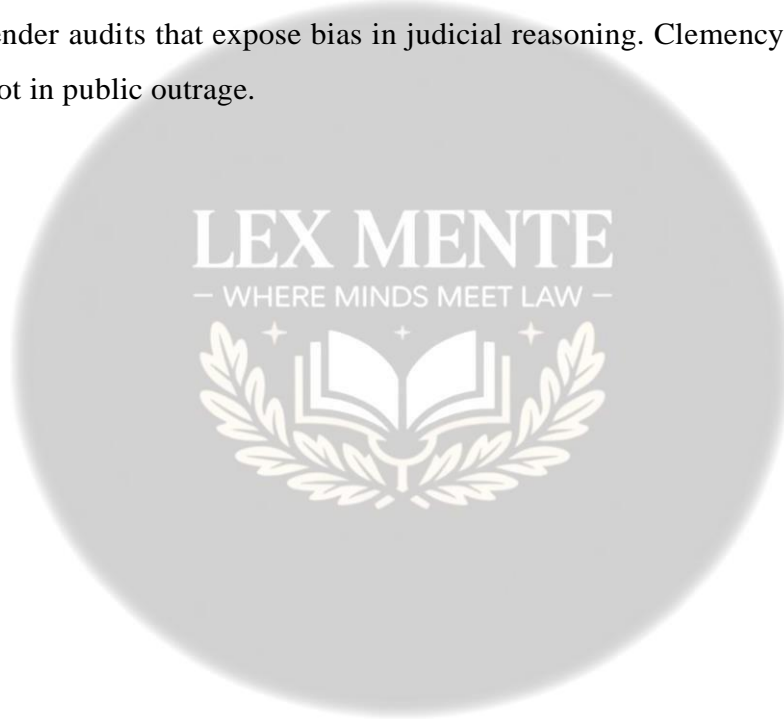 ender audits that expose bias in judicial reasoning. Clemency
ot in public outrage.
LEX MENTE
– WHERE MINDS MEET LAW –